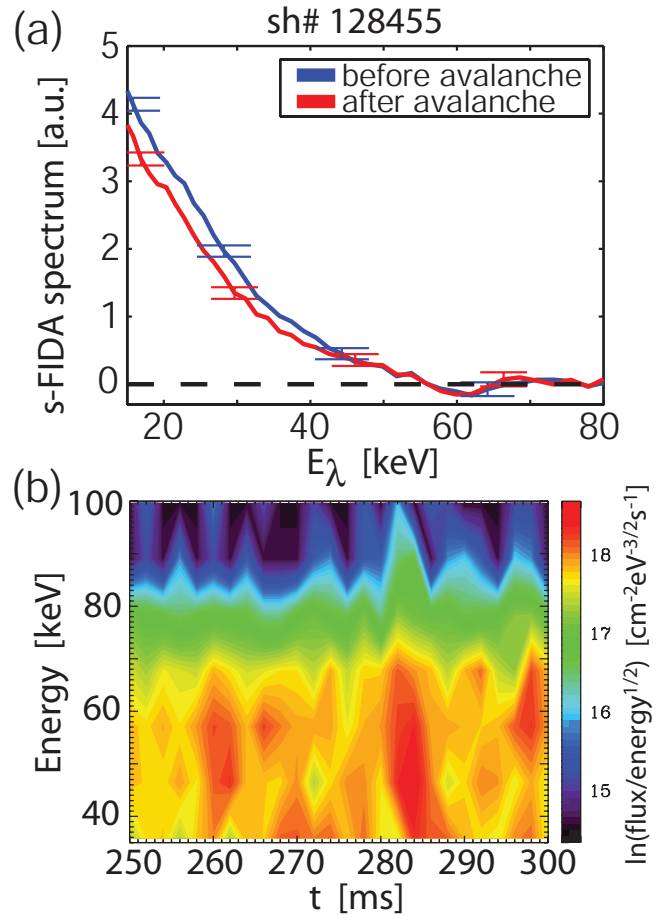 (a)
sh# 128455
before avalanche
after avalanche
s-FIDA spectrum [a.u.]
5
4
3
2
1
0
20
40
60
80
E_λ [keV]
(b)
100
80
60
40
Energy [keV]
250
260
270
280
290
300
t [ms]
18
17
16
15
ln(flux/energy^1/2) [cm^-2eV^-3/2s^-1]